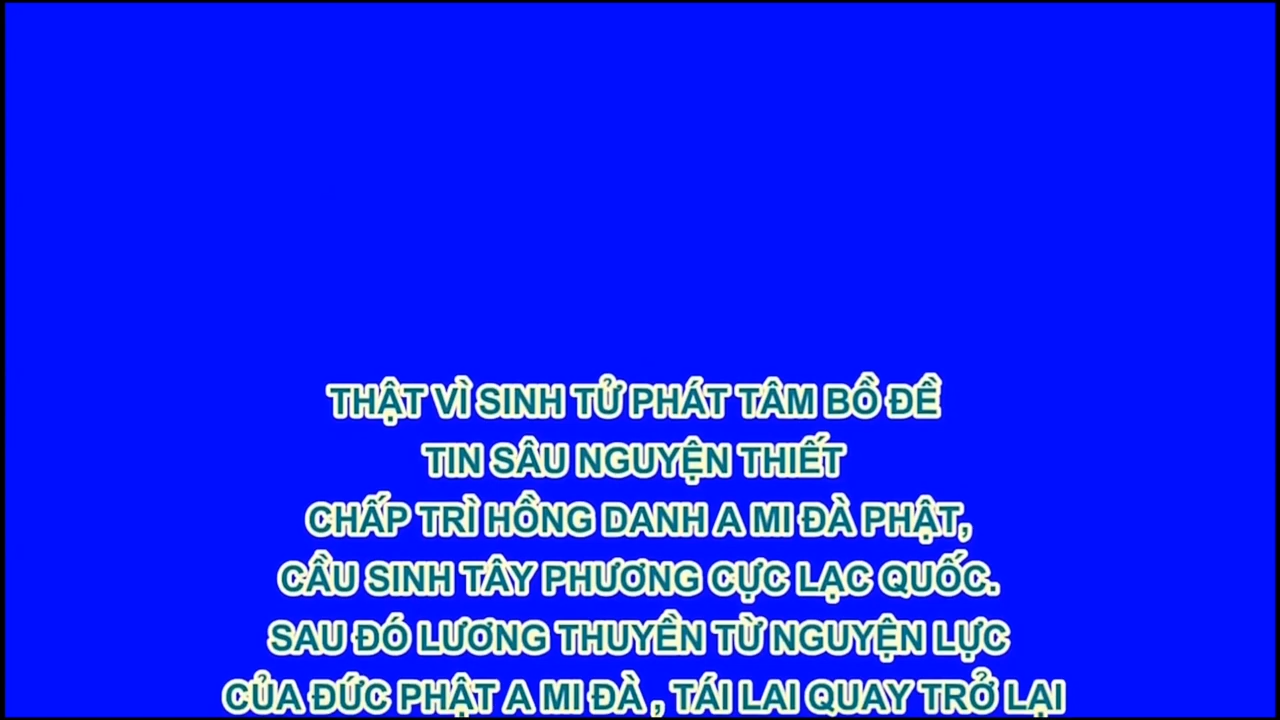 THẬT VÌ SINH TỬ PHÁT TÂM BỒ ĐỀ
TIN SÂU NGUYỆN THIẾT
CHẤP TRÌ HỒNG DANH A MI ĐÀ PHẬT,
CẦU SINH TÂY PHƯƠNG CỰC LẠC QUỐC.
SAU ĐÓ LƯƠNG THUYỀN TỪ NGUYỆN LỰC
CỦA ĐỨC PHẬT A MI ĐÀ , TÁI LAI QUAY TRỞ LẠI